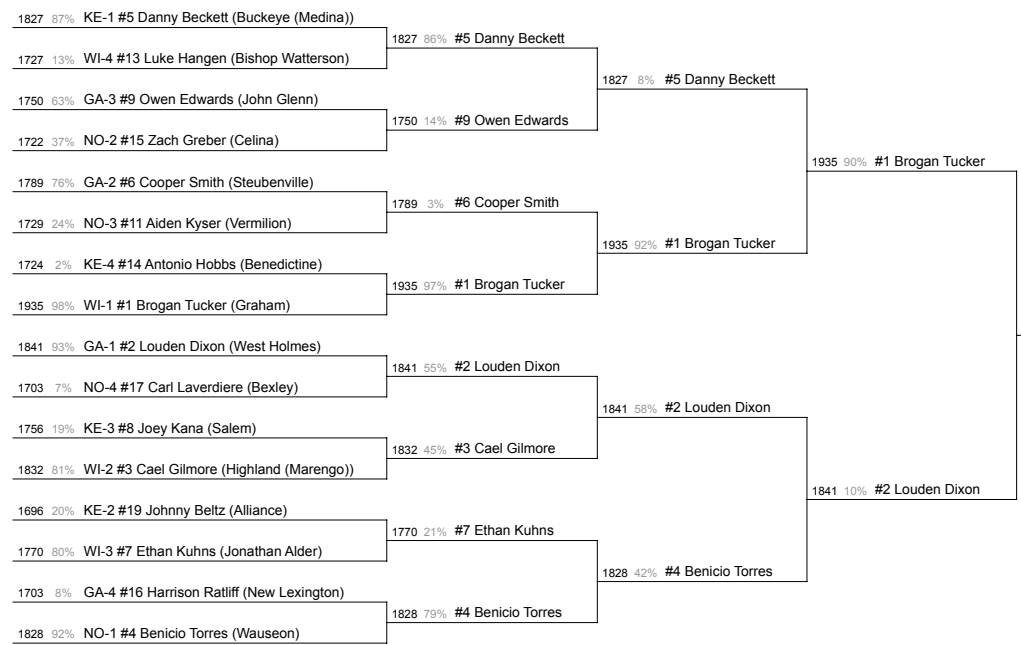 1827 87% KE-1 #5 Danny Beckett (Buckeye (Medina))
1827 86% #5 Danny Beckett
1727 13% WI-4 #13 Luke Hangen (Bishop Watterson)
1827 8% #5 Danny Beckett
1750 63% GA-3 #9 Owen Edwards (John Glenn)
1750 14% #9 Owen Edwards
1722 37% NO-2 #15 Zach Greber (Celina)
1935 90% #1 Brogan Tucker
1789 76% GA-2 #6 Cooper Smith (Steubenville)
1789 3% #6 Cooper Smith
1729 24% NO-3 #11 Aiden Kyser (Vermilion)
1935 92% #1 Brogan Tucker
1724 2% KE-4 #14 Antonio Hobbs (Benedictine)
1935 97% #1 Brogan Tucker
1935 98% WI-1 #1 Brogan Tucker (Graham)
1841 93% GA-1 #2 Louden Dixon (West Holmes)
1841 55% #2 Louden Dixon
1703 7% NO-4 #17 Carl Laverdiere (Bexley)
1841 58% #2 Louden Dixon
1756 19% KE-3 #8 Joey Kana (Salem)
1832 45% #3 Cael Gilmore
1832 81% WI-2 #3 Cael Gilmore (Highland (Marengo))
1841 10% #2 Louden Dixon
1696 20% KE-2 #19 Johnny Beltz (Alliance)
1770 21% #7 Ethan Kuhns
1770 80% WI-3 #7 Ethan Kuhns (Jonathan Alder)
1828 42% #4 Benicio Torres
1703 8% GA-4 #16 Harrison Ratliff (New Lexington)
1828 79% #4 Benicio Torres
1828 92% NO-1 #4 Benicio Torres (Wauseon)